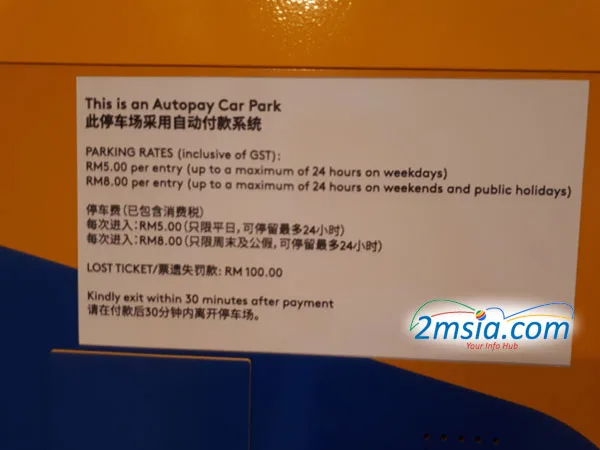 This is an Autopay Car Park
此停车场采用自动付款系统
PARKING RATES (inclusive of GST):
RM5.00 per entry (up to a maximum of 24 hours on weekdays)
RM8.00 per entry (up to a maximum of 24 hours on weekends and public holidays)
停车费(已包含消费税)
每次进入:RM5.00(只限平日,可停留最多24小时)
每次进入:RM8.00(只限周末及公假,可停留最多24小时)
LOST TICKET/票遗失罚款: RM 100.00
Kindly exit within 30 minutes after payment
请在付款后30分钟内离开停车场。
2msia.com
Your Info Hub